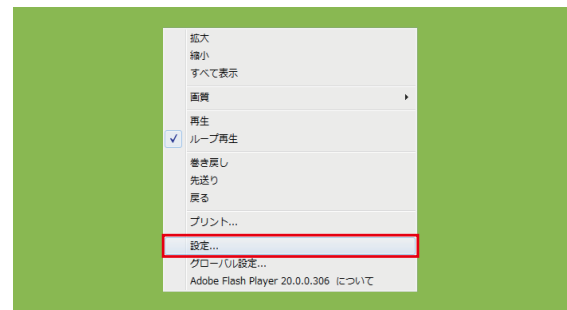 拡大
縮小
すべて表示
画質
再生
ループ再生
巻き戻し
先送り
戻る
プリント...
設定...
グローバル設定...
Adobe Flash Player 20.0.0.306 について